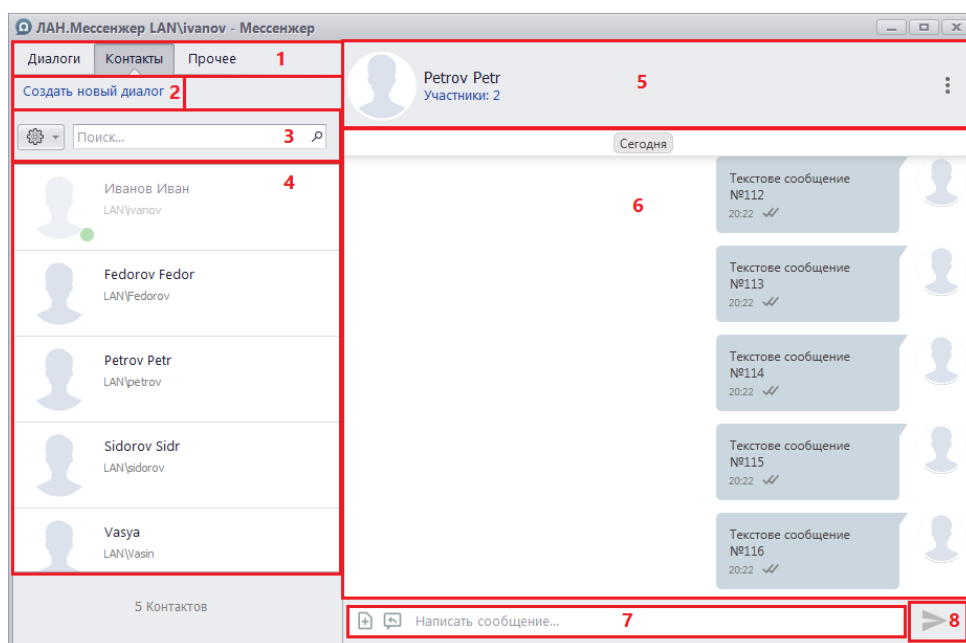 ЛАН.Мессенжер LAN\ivanov - Мессенжер
Диалоги Контакты Прочее 1
Создать новый диалог 2
Поиск... 3
4
Иванов Иван
LAN\ivanov
Fedorov Fedor
LAN\Fedorov
Petrov Petr
LAN\petrov
Sidorov Sidr
LAN\sidorov
Vasya
LAN\Vasin
5 Контактов
Petrov Petr
Участники: 2
5
Сегодня
6
Текстове сообщение
№112
20:22
Текстове сообщение
№113
20:22
Текстове сообщение
№114
20:22
Текстове сообщение
№115
20:22
Текстове сообщение
№116
20:22
Написать сообщение... 7
8